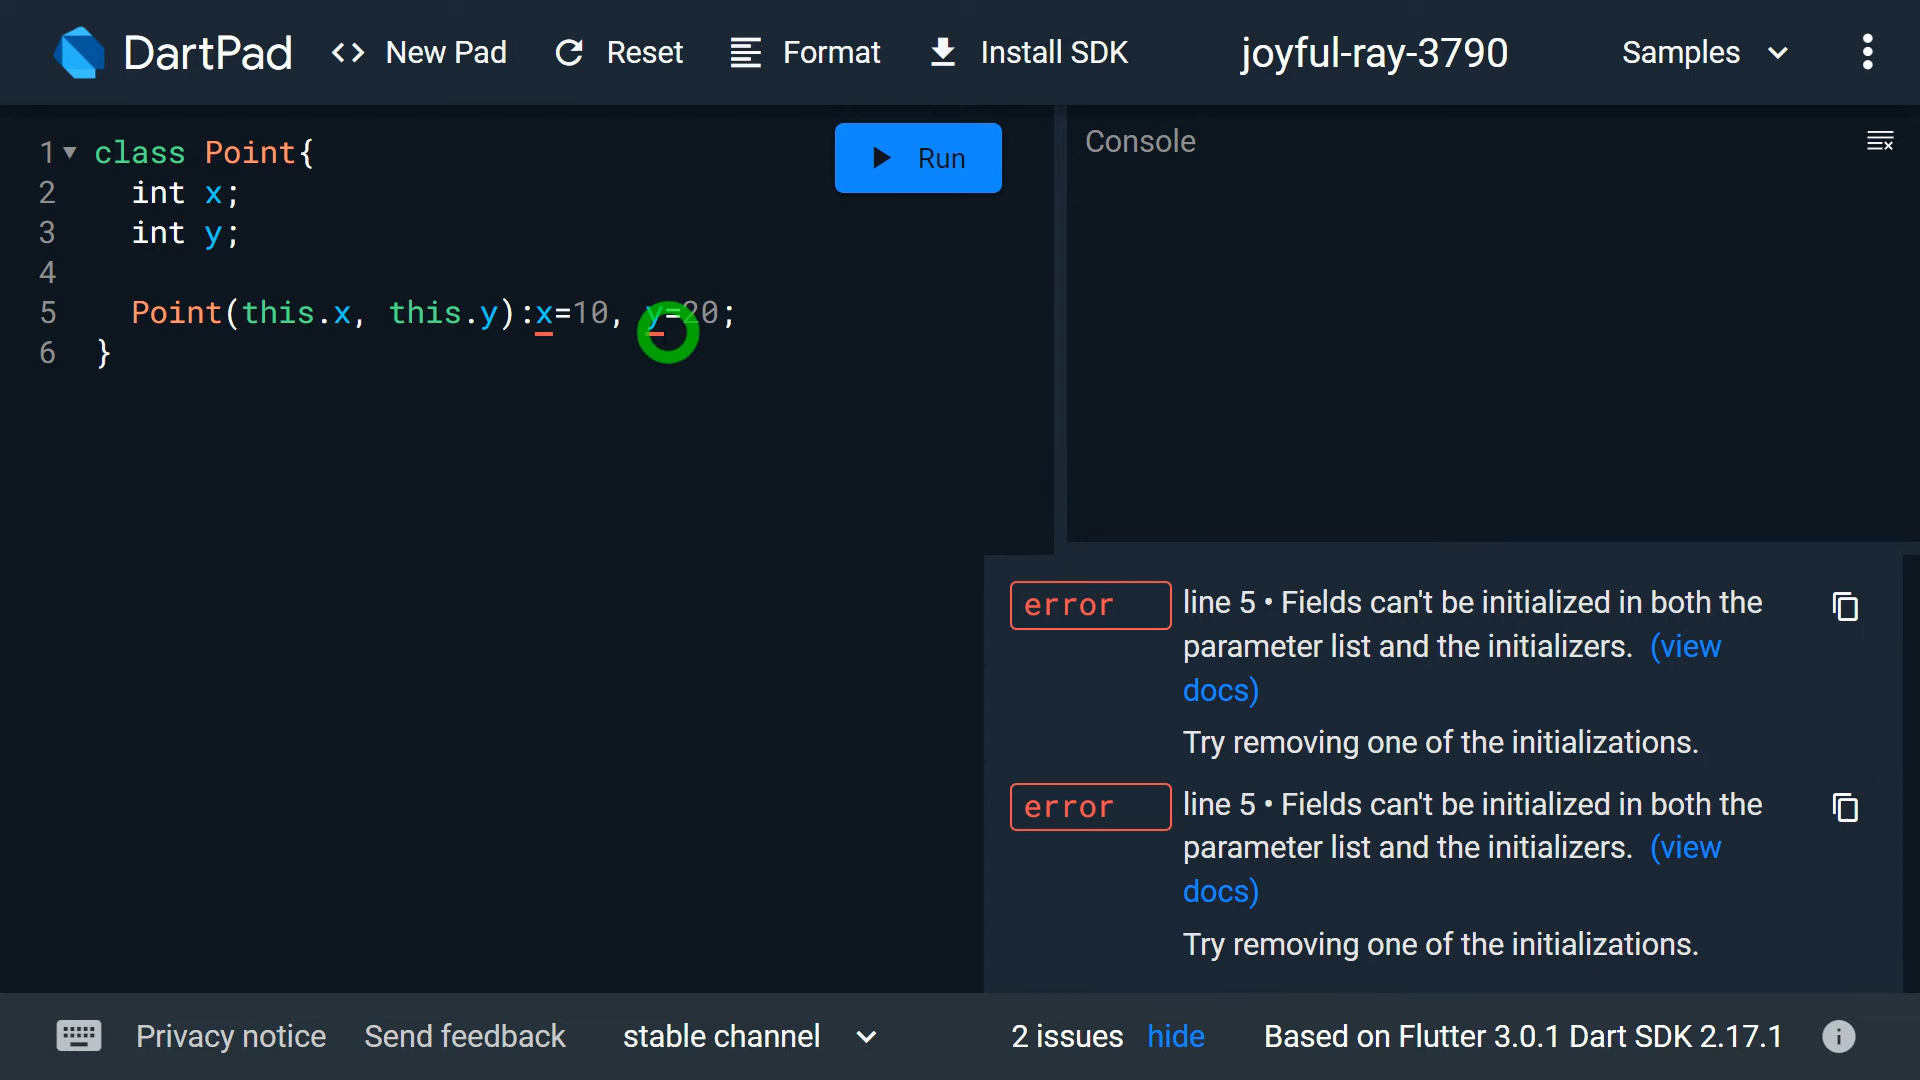 DartPad <> New Pad Reset Format Install SDK joyful-ray-3790 Samples
1 class Point{
2 int x;
3 int y;
4
5 Point(this.x, this.y):x=10, y=20;
6 }
Run
Console
error line 5 • Fields can't be initialized in both the
parameter list and the initializers. (view
docs)
Try removing one of the initializations.
error line 5 • Fields can't be initialized in both the
parameter list and the initializers. (view
docs)
Try removing one of the initializations.
Privacy notice Send feedback stable channel 2 issues hide Based on Flutter 3.0.1 Dart SDK 2.17.1